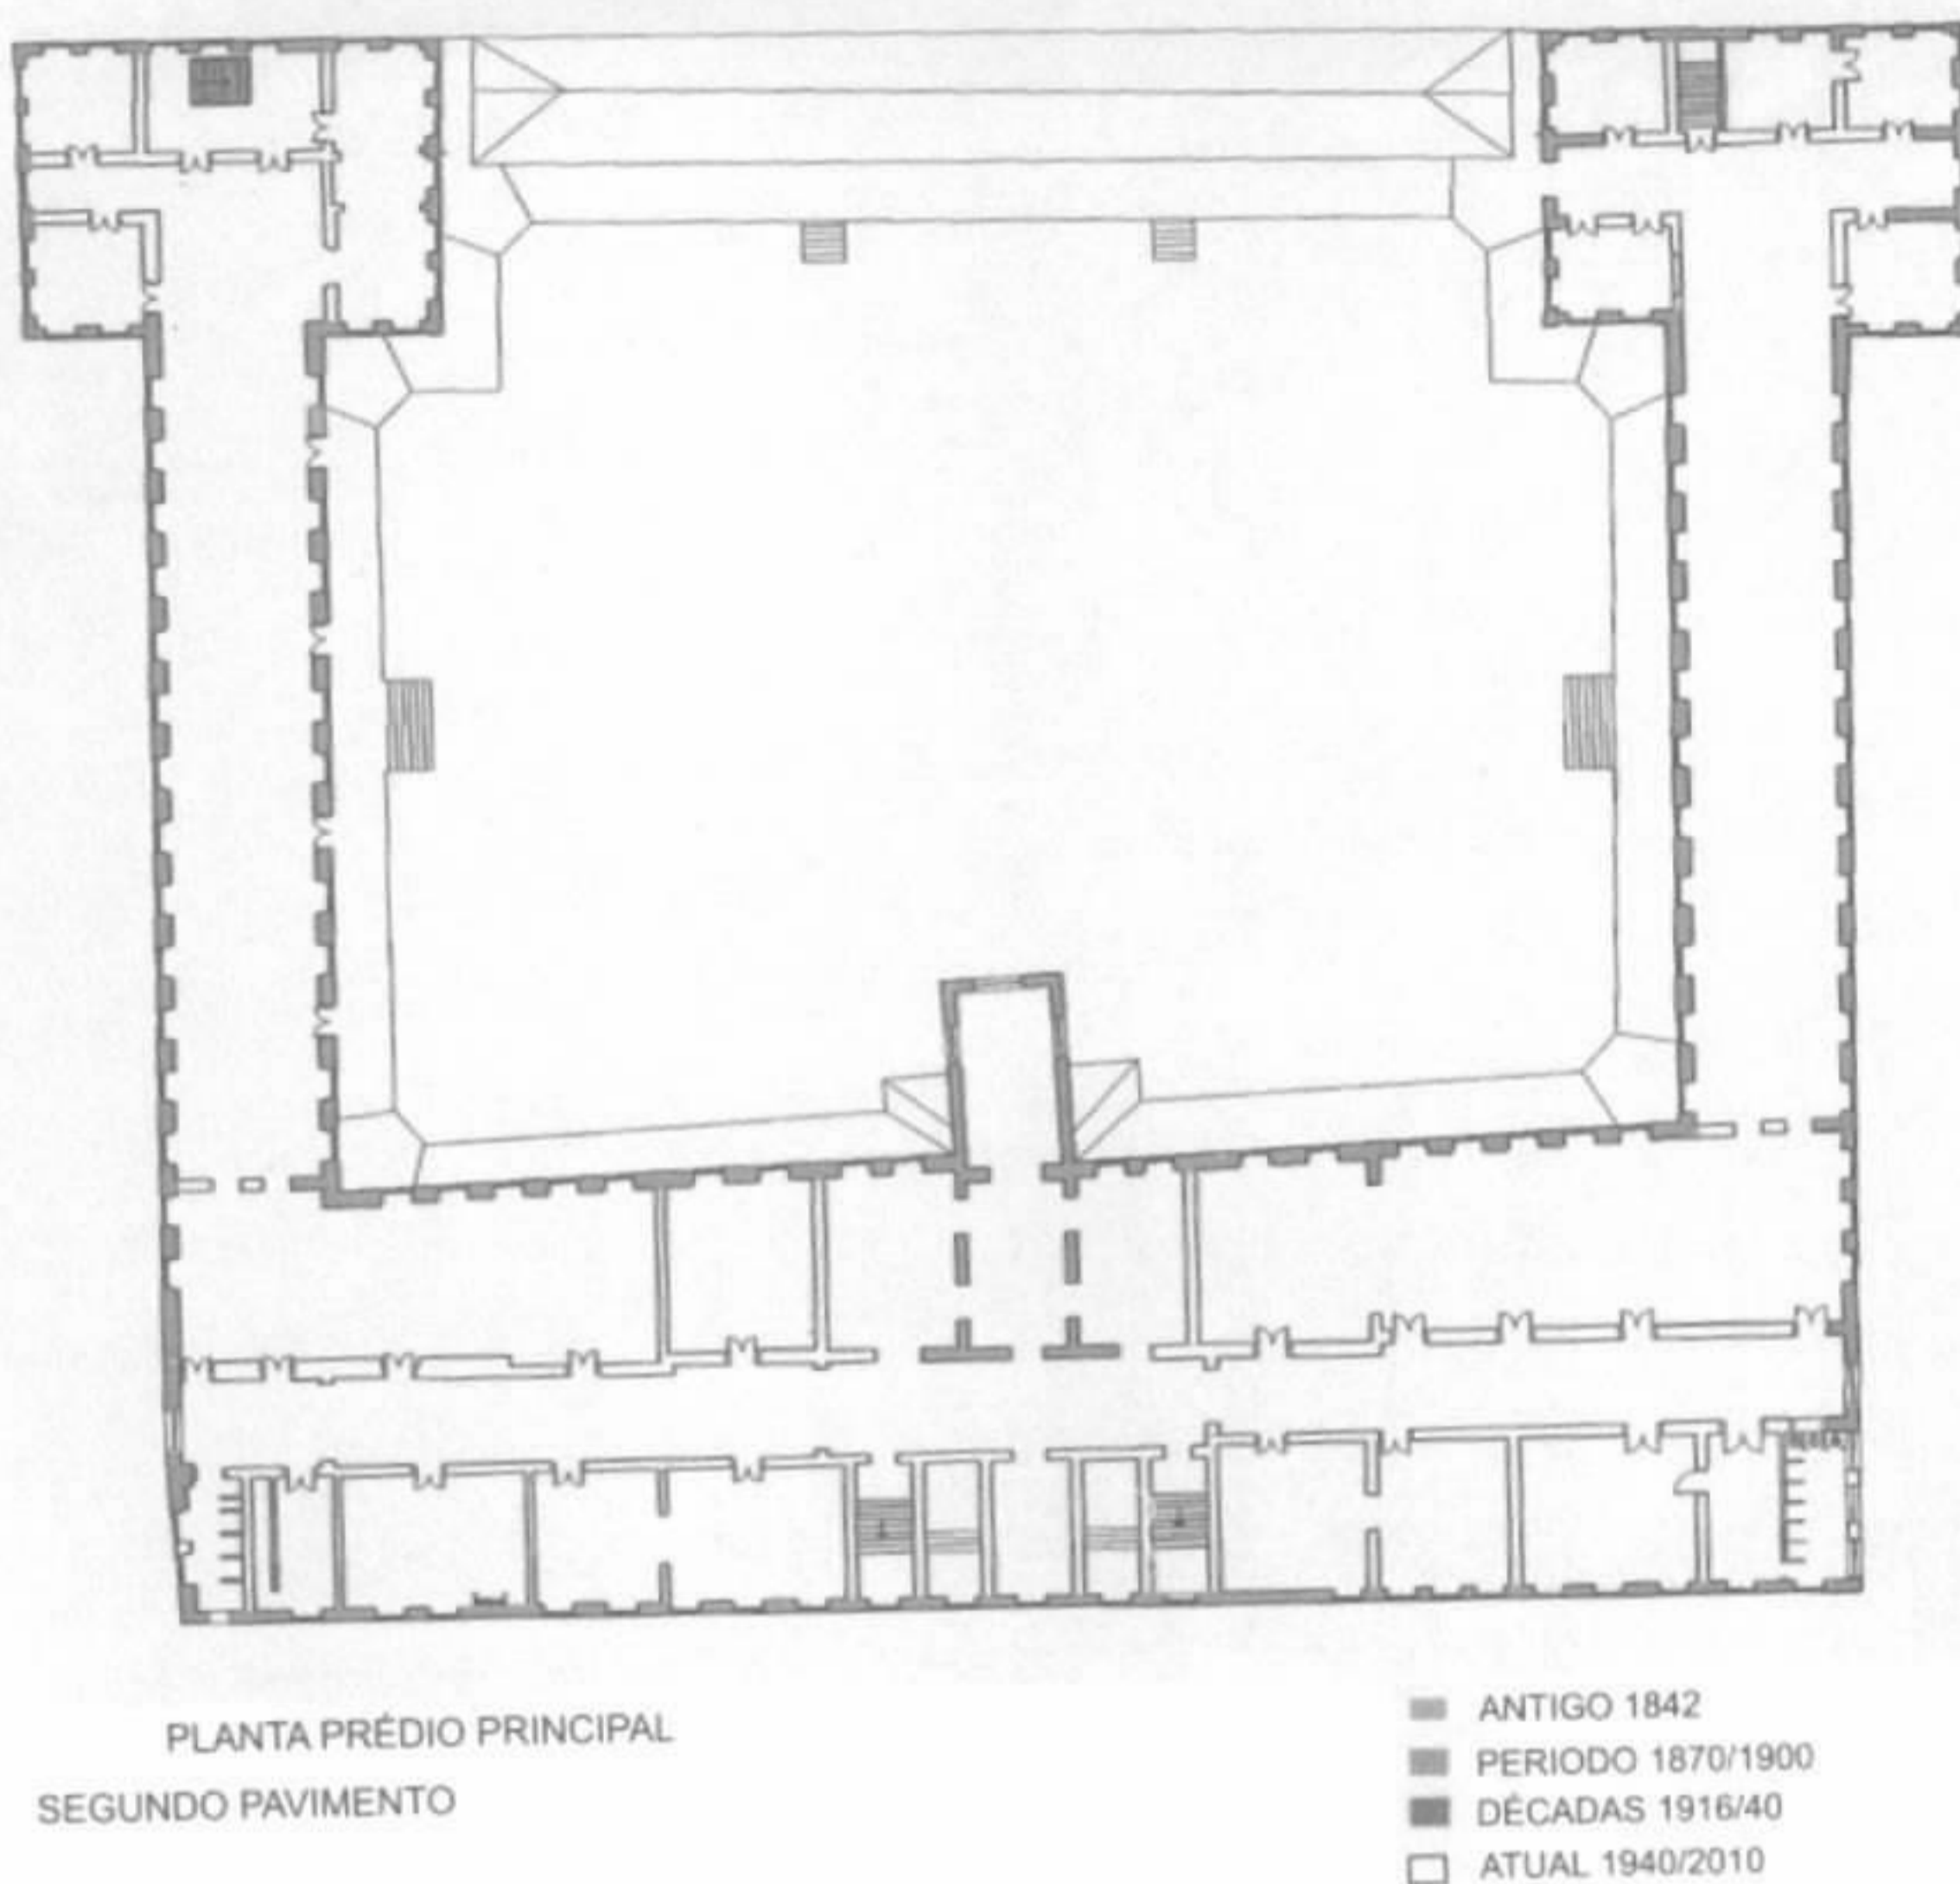 PLANTA PRÉDIO PRINCIPAL
SEGUNDO PAVIMENTO
ANTIGO 1842
PERIODO 1870/1900
DÉCADAS 1916/40
ATUAL 1940/2010